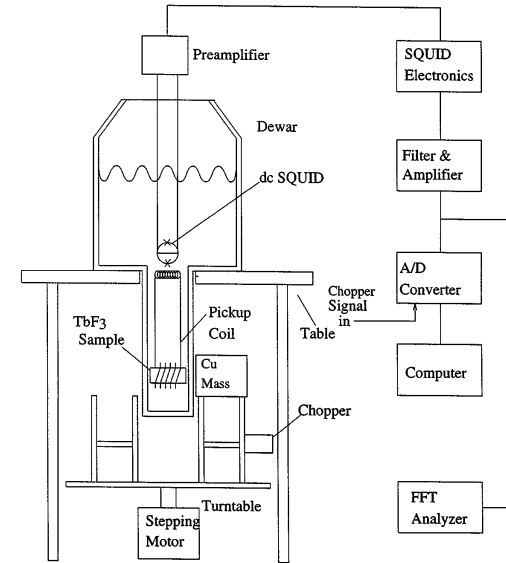 Preamplifier
SQUID
Electronics
Dewar
Filter &
Amplifier
dc SQUID
A/D
Converter
Chopper
Signal
in
Table
TbF3
Sample
Pickup
Coil
Cu
Mass
Computer
Chopper
Turntable
Stepping
Motor
FFT
Analyzer